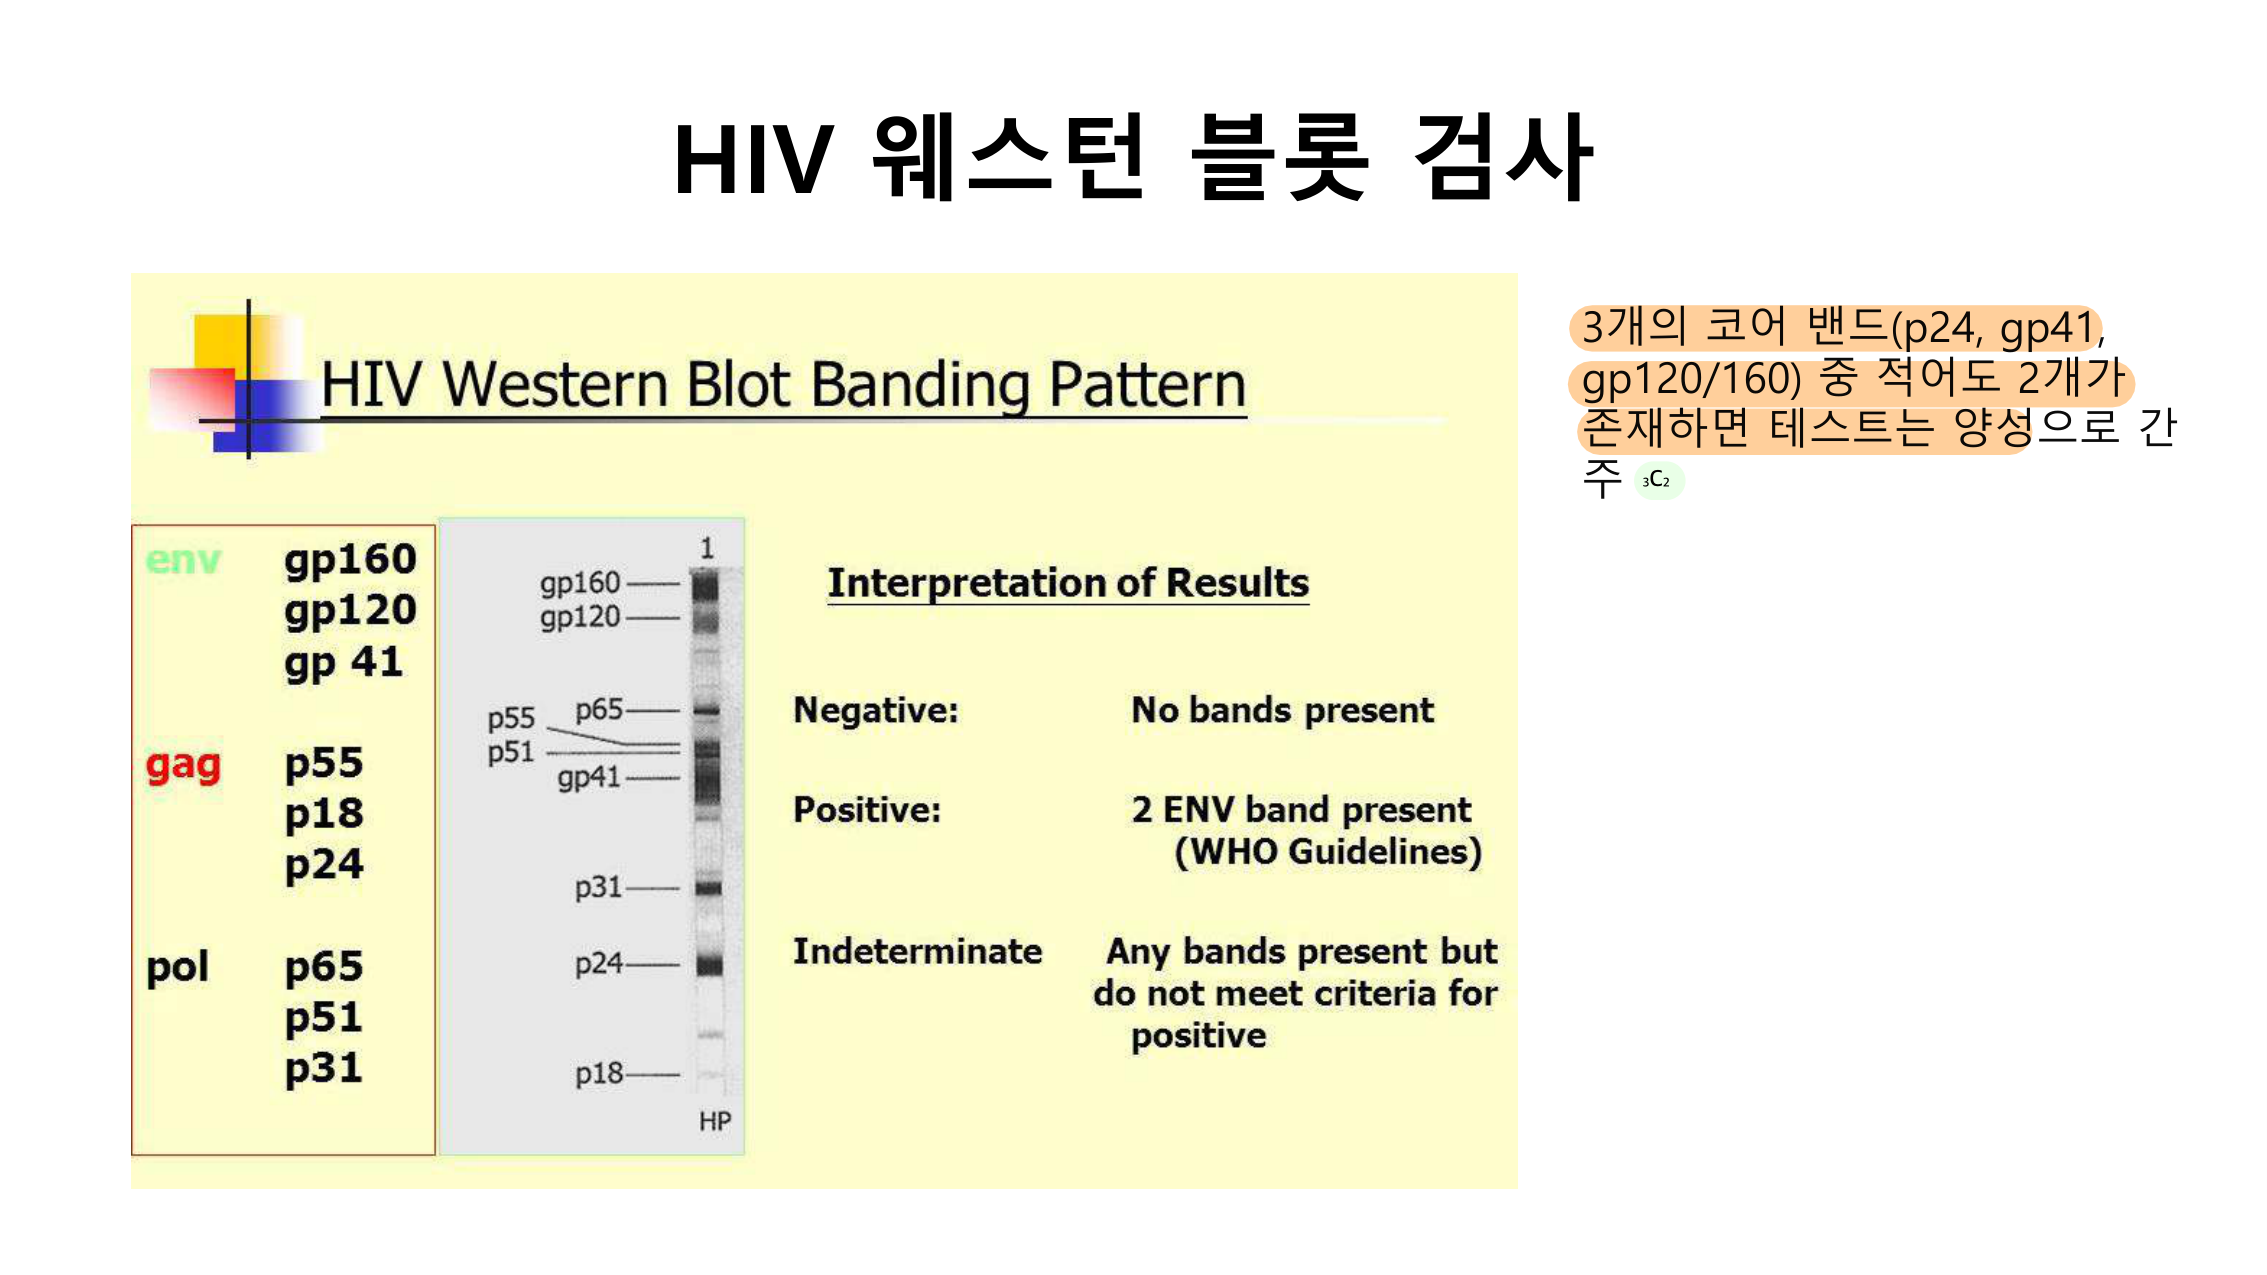 HIV 웨스턴 블롯 검사
HIV Western Blot Banding Pattern
env gp160
gp120
gp 41
gag p55
p18
p24
pol p65
p51
p31
1
gp160
gp120
p55 p65
p51
gp41
p31
p24
p18
HP
Interpretation of Results
Negative: No bands present
Positive: 2 ENV band present
(WHO Guidelines)
Indeterminate Any bands present but
do not meet criteria for
positive
3개의 코어 밴드(p24, gp41,
gp120/160) 중 적어도 2개가
존재하면 테스트는 양성으로 간
주 ₃C₂